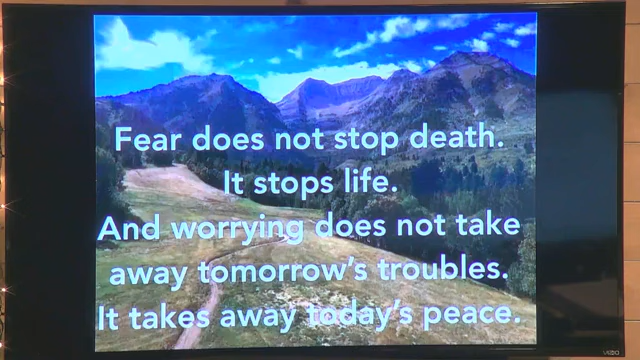 Fear does not stop death.
It stops life.
And worrying does not take
away tomorrow's troubles.
It takes away today's peace.
VIZIO